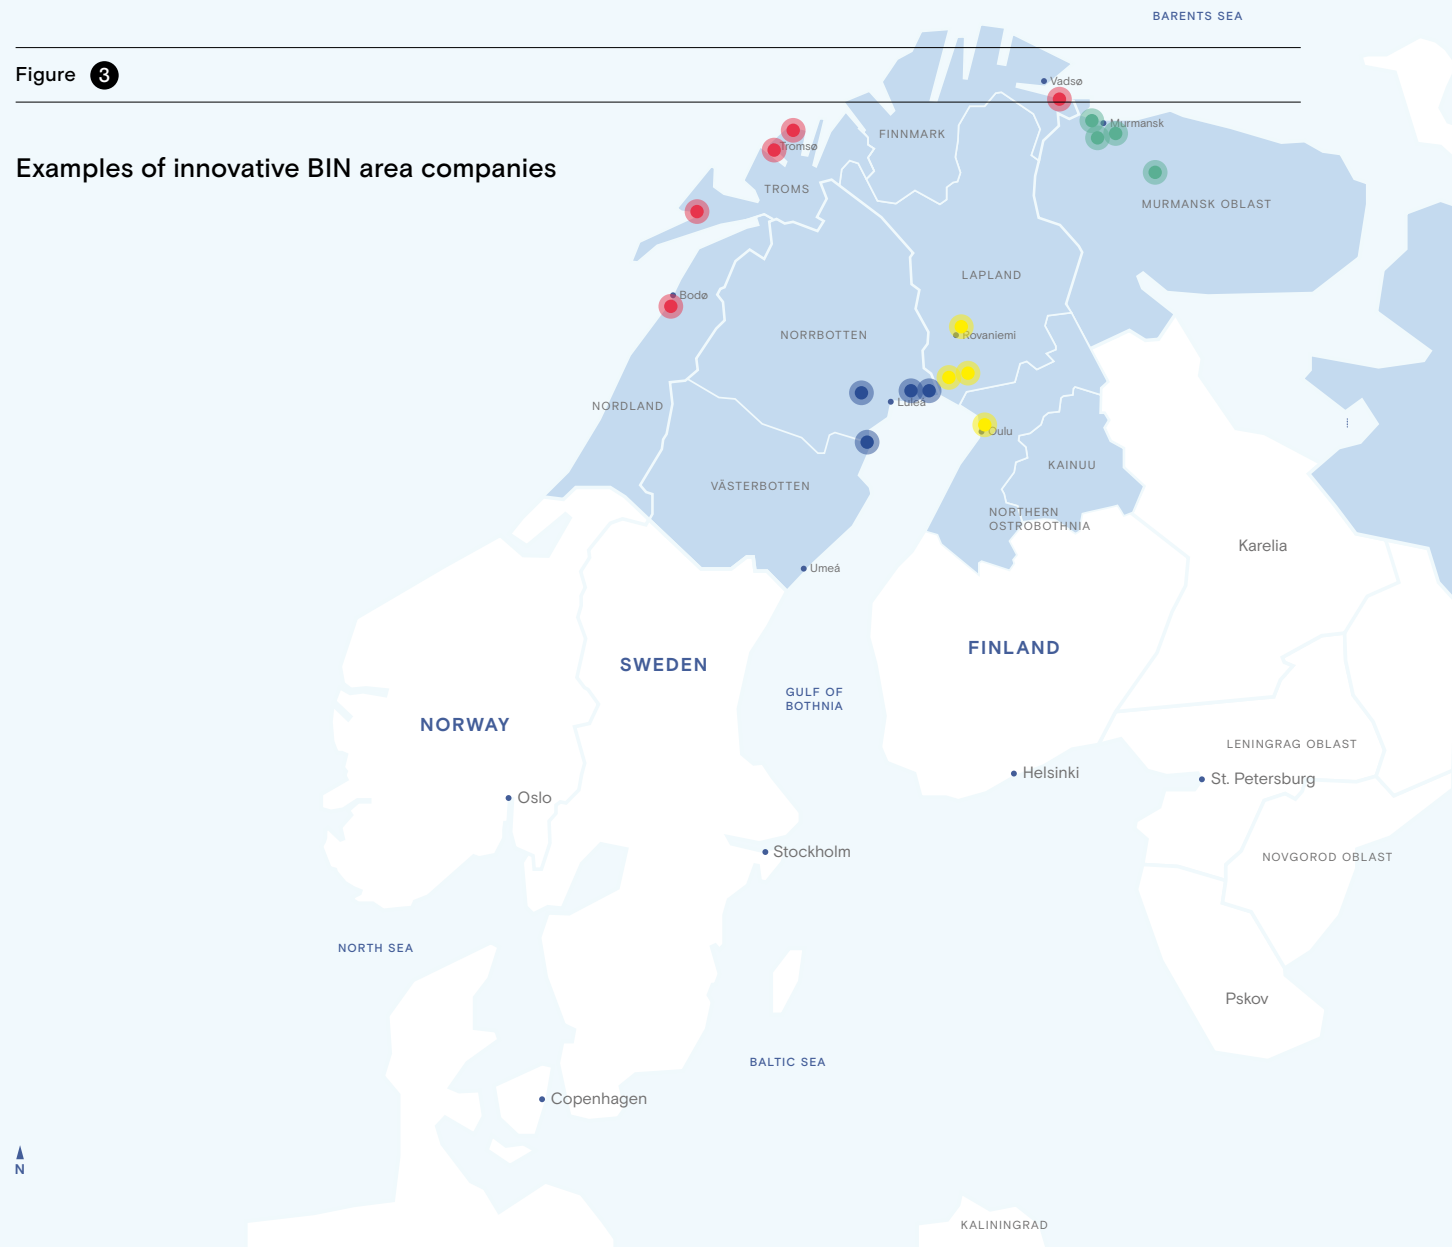 BARENTS SEA
Figure 3
Vadsø
Murmansk
FINNMARK
Tromsø
Examples of innovative BIN area companies
TROMS
MURMANSK OBLAST
LAPLAND
Bodø
NORRBOTTEN
Rovaniemi
Luleå
NORDLAND
Oulu
KAINUU
VÄSTERBOTTEN
NORTHERN
OSTROBOTHNIA
Karelia
Umeå
FINLAND
SWEDEN
GULF OF
BOTHNIA
NORWAY
LENINGRAG OBLAST
Helsinki
St. Petersburg
Oslo
Stockholm
NOVGOROD OBLAST
NORTH SEA
Pskov
BALTIC SEA
Copenhagen
N
KALININGRAD